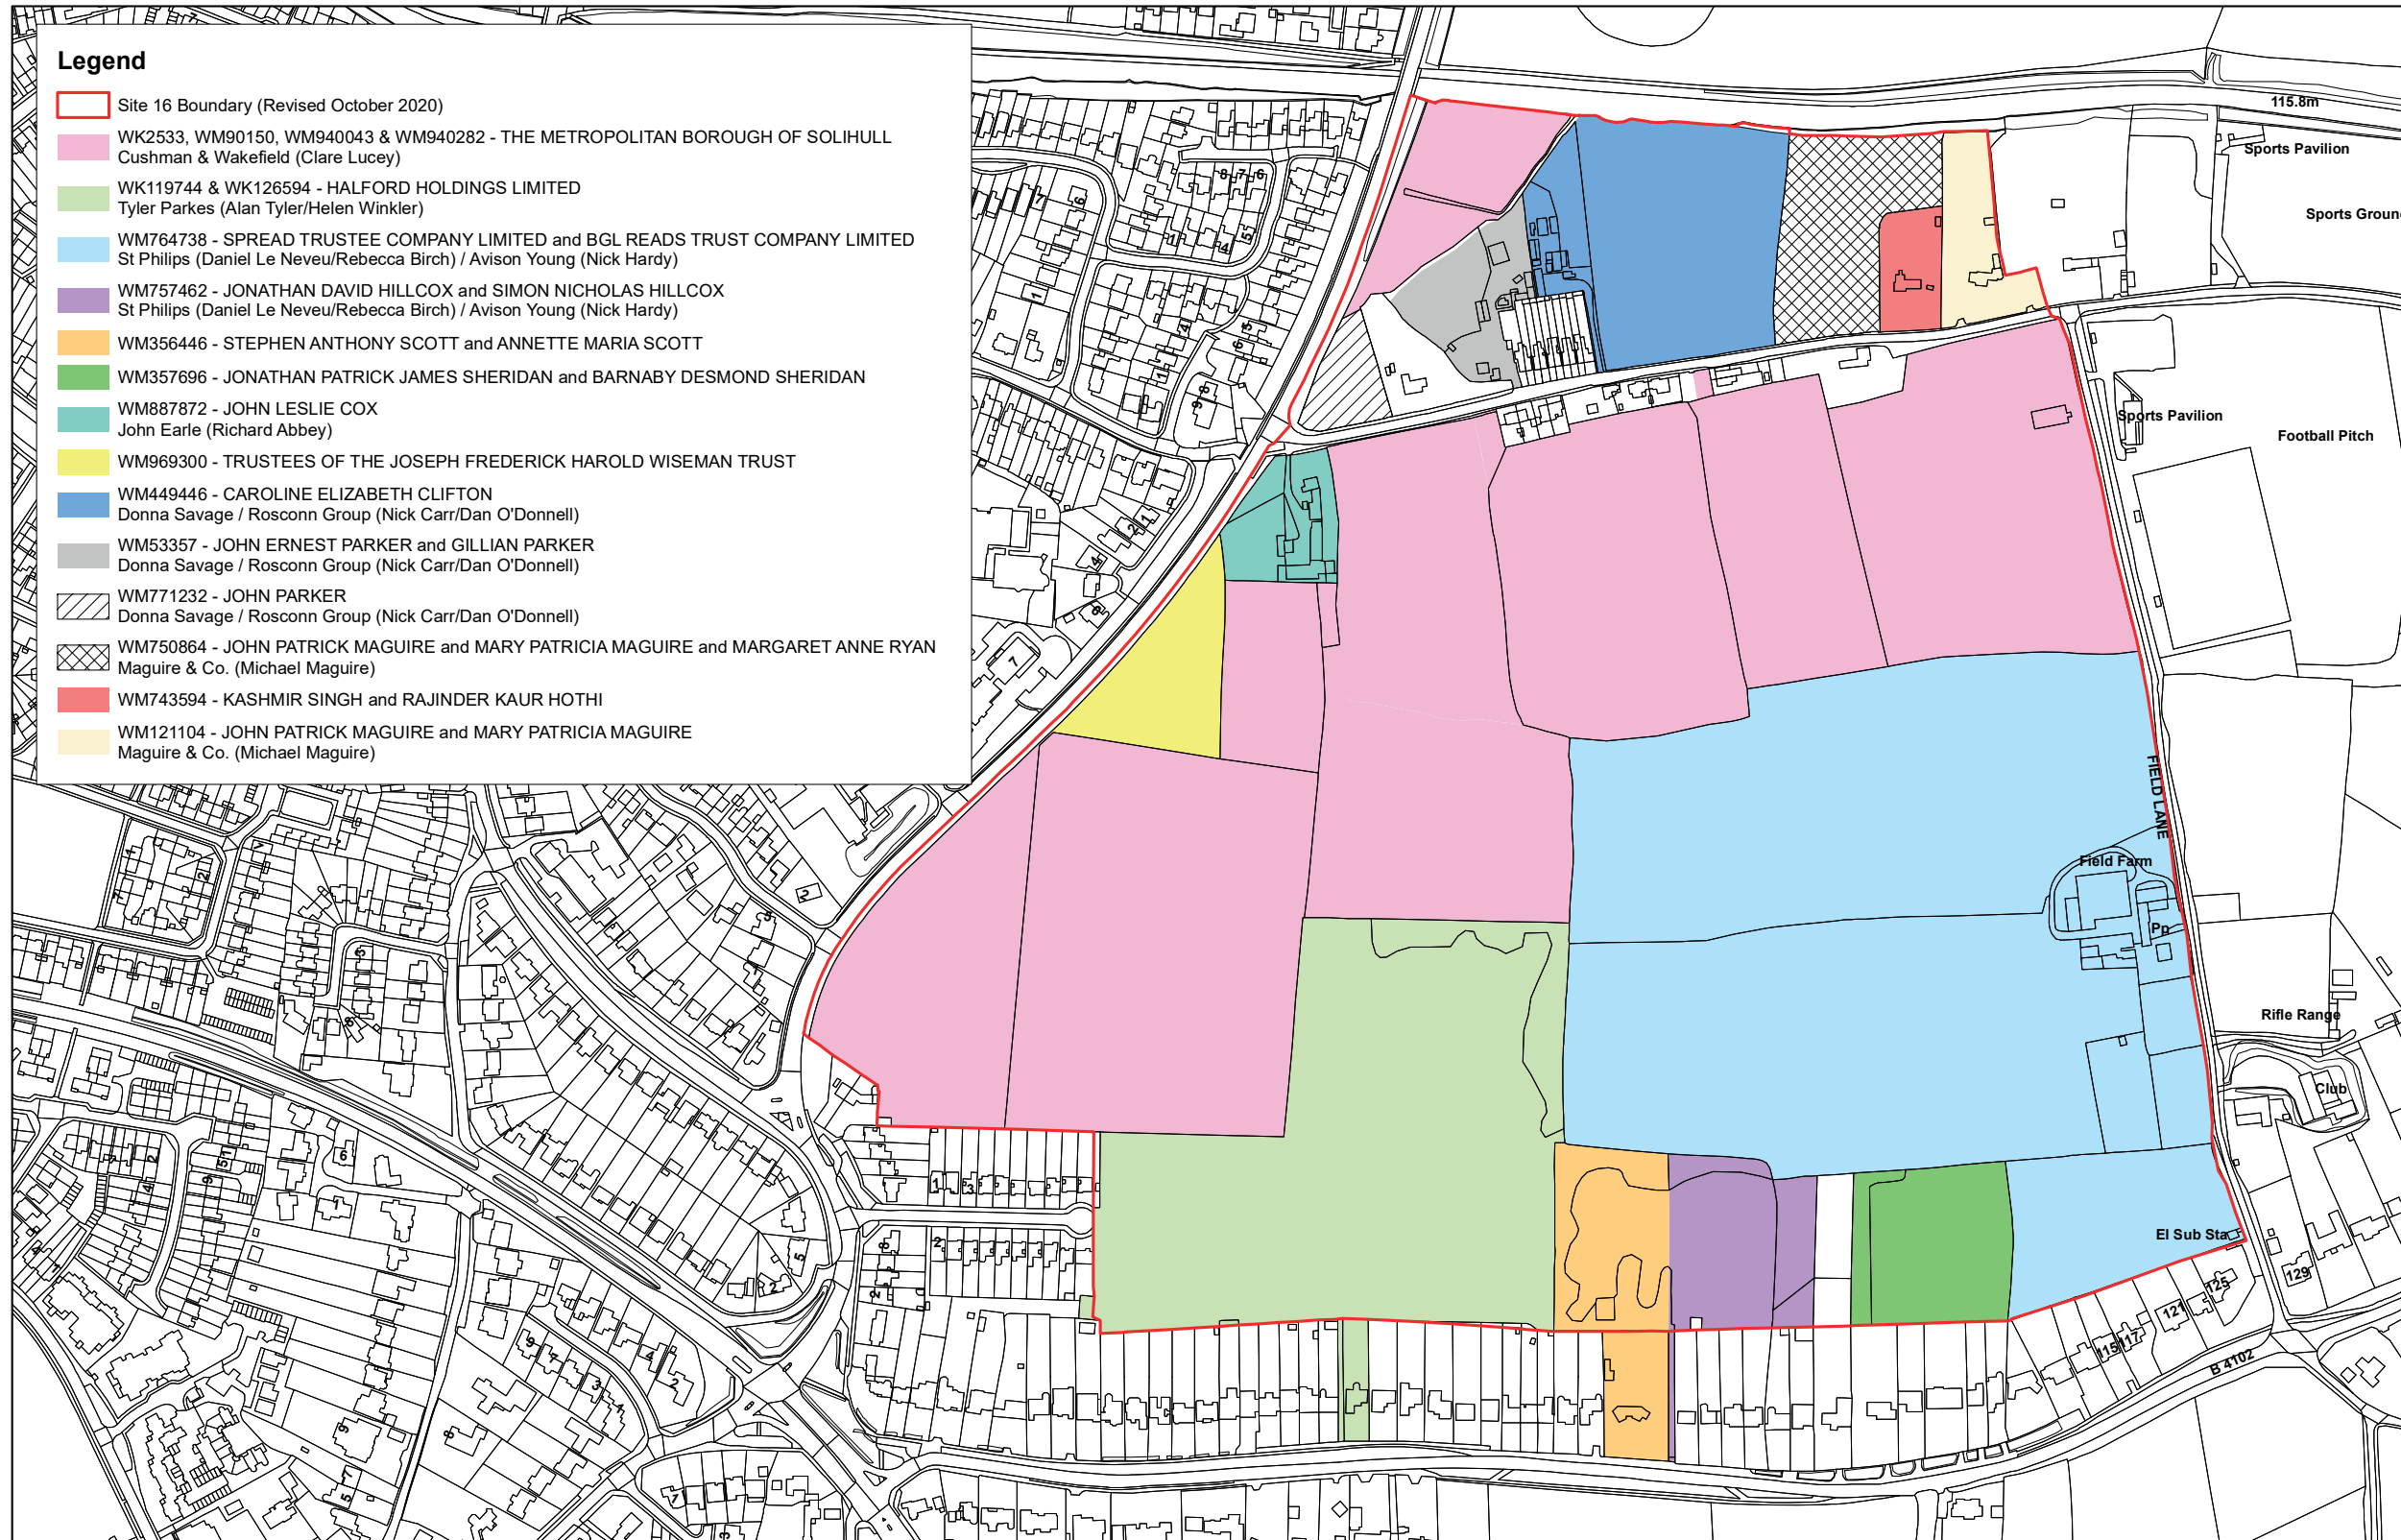 Legend
Site 16 Boundary (Revised October 2020)
WK2533, WM90150, WM940043 & WM940282 - THE METROPOLITAN BOROUGH OF SOLIHULL
Cushman & Wakefield (Clare Lucey)
WK119744 & WK126594 - HALFORD HOLDINGS LIMITED
Tyler Parkes (Alan Tyler/Helen Winkler)
WM764738 - SPREAD TRUSTEE COMPANY LIMITED and BGL READS TRUST COMPANY LIMITED
St Philips (Daniel Le Neveu/Rebecca Birch) / Avison Young (Nick Hardy)
WM757462 - JONATHAN DAVID HILLCOX and SIMON NICHOLAS HILLCOX
St Philips (Daniel Le Neveu/Rebecca Birch) / Avison Young (Nick Hardy)
WM356446 - STEPHEN ANTHONY SCOTT and ANNETTE MARIA SCOTT
WM357696 - JONATHAN PATRICK JAMES SHERIDAN and BARNABY DESMOND SHERIDAN
WM887872 - JOHN LESLIE COX
John Earle (Richard Abbey)
WM969300 - TRUSTEES OF THE JOSEPH FREDERICK HAROLD WISEMAN TRUST
WM449446 - CAROLINE ELIZABETH CLIFTON
Donna Savage / Rosconn Group (Nick Carr/Dan O'Donnell)
WM53357 - JOHN ERNEST PARKER and GILLIAN PARKER
Donna Savage / Rosconn Group (Nick Carr/Dan O'Donnell)
WM771232 - JOHN PARKER
Donna Savage / Rosconn Group (Nick Carr/Dan O'Donnell)
WM750864 - JOHN PATRICK MAGUIRE and MARY PATRICIA MAGUIRE and MARGARET ANNE RYAN
Maguire & Co. (Michael Maguire)
WM743594 - KASHMIR SINGH and RAJINDER KAUR HOTHI
WM121104 - JOHN PATRICK MAGUIRE and MARY PATRICIA MAGUIRE
Maguire & Co. (Michael Maguire)
115.8m
Sports Pavilion
Sports Groun
Sports Pavilion
Football Pitch
FIELD LANE
Field Farm
Pp
Rifle Range
Club
El Sub Sta
129
125
121
117
115
B 4102